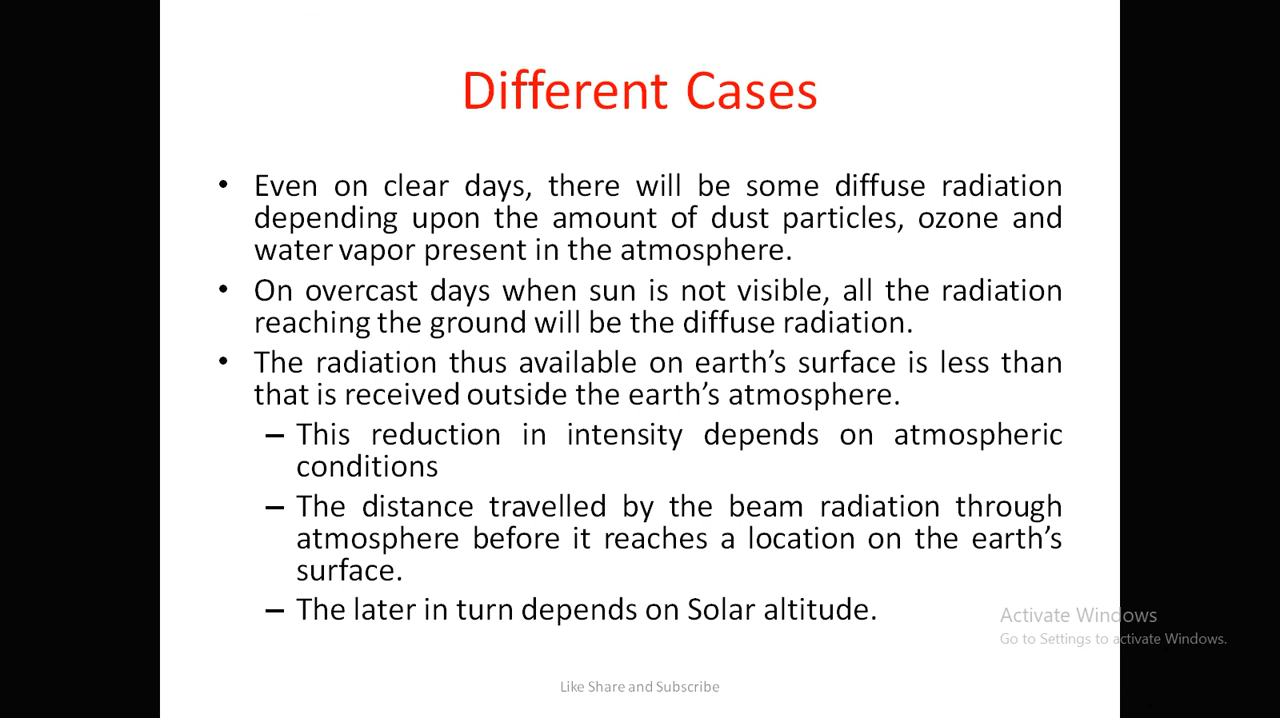 Different Cases
• Even on clear days, there will be some diffuse radiation
depending upon the amount of dust particles, ozone and
water vapor present in the atmosphere.
• On overcast days when sun is not visible, all the radiation
reaching the ground will be the diffuse radiation.
• The radiation thus available on earth’s surface is less than
that is received outside the earth’s atmosphere.
– This reduction in intensity depends on atmospheric
conditions
– The distance travelled by the beam radiation through
atmosphere before it reaches a location on the earth’s
surface.
– The later in turn depends on Solar altitude.
Activate Windows
Go to Settings to activate Windows.
Like Share and Subscribe